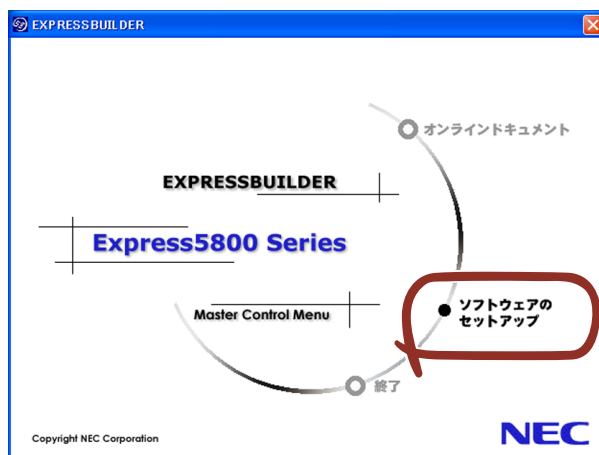 EXPRESSBUILDER
オンラインドキュメント
EXPRESSBUILDER
Express5800 Series
ソフトウェアの
セットアップ
Master Control Menu
終了
Copyright NEC Corporation
NEC